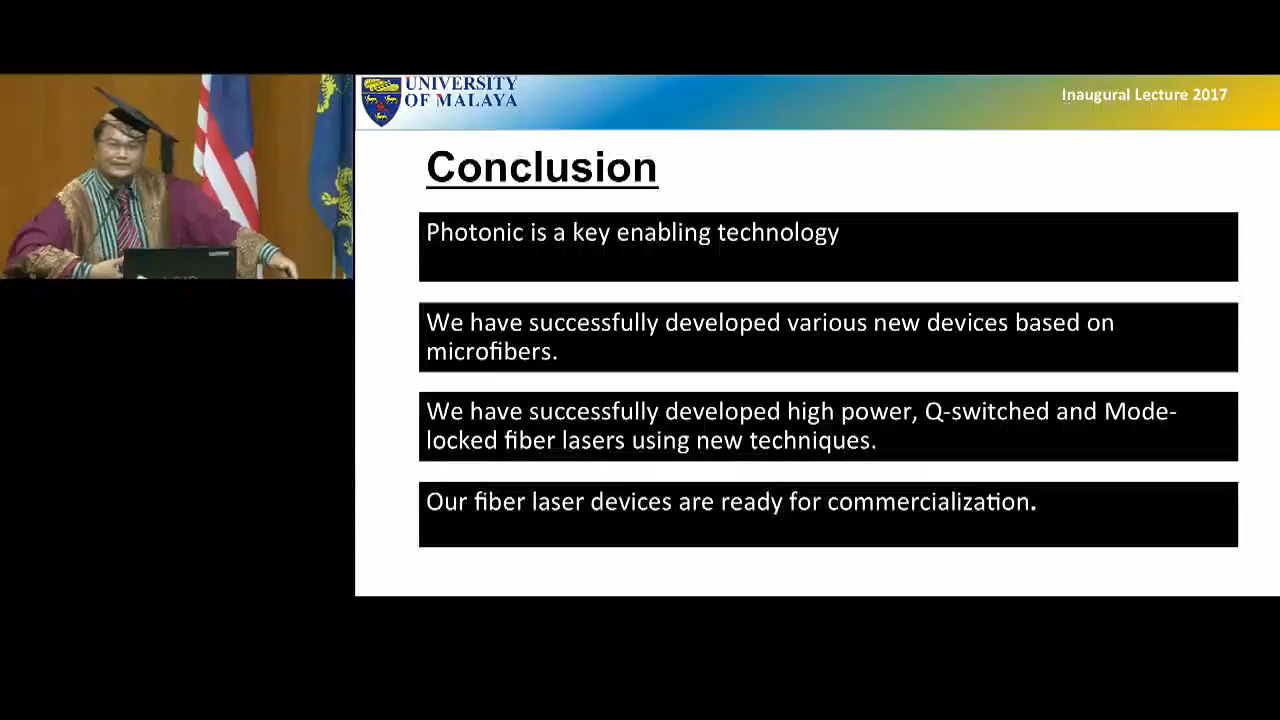 UNIVERSITY
OF MALAYA
Inaugural Lecture 2017
Conclusion
Photonic is a key enabling technology
We have successfully developed various new devices based on
microfibers.
We have successfully developed high power, Q-switched and Mode-
locked fiber lasers using new techniques.
Our fiber laser devices are ready for commercialization.